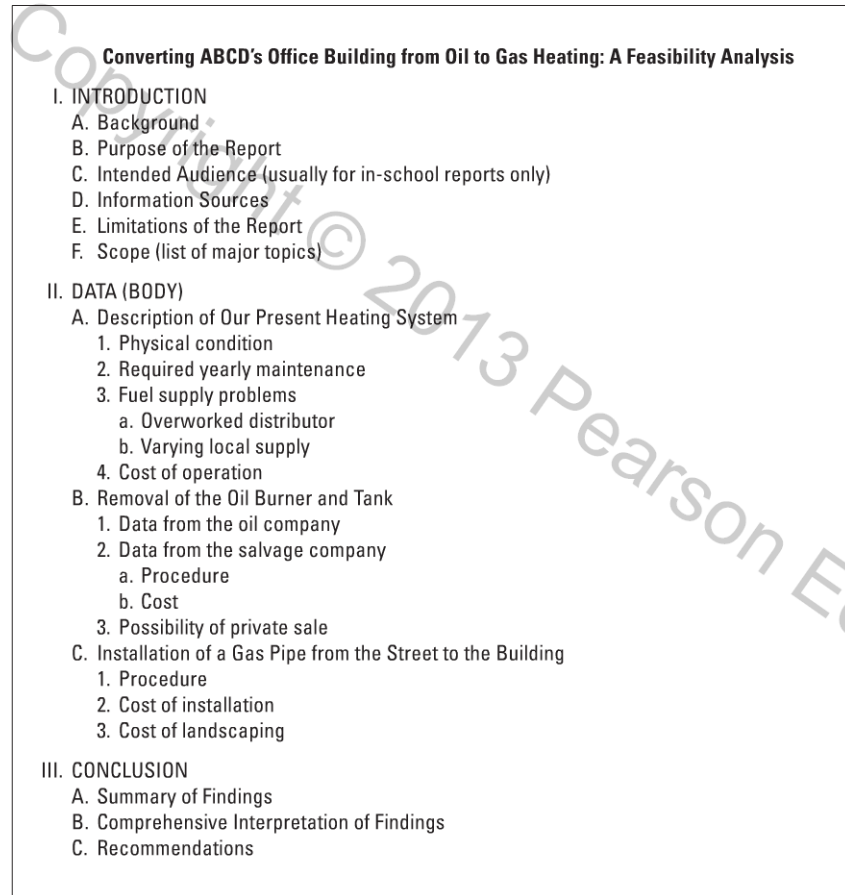 Converting ABCD's Office Building from Oil to Gas Heating: A Feasibility Analysis
I. INTRODUCTION
A. Background
B. Purpose of the Report
C. Intended Audience (usually for in-school reports only)
D. Information Sources
E. Limitations of the Report
F. Scope (list of major topics)
II. DATA (BODY)
A. Description of Our Present Heating System
1. Physical condition
2. Required yearly maintenance
3. Fuel supply problems
a. Overworked distributor
b. Varying local supply
4. Cost of operation
B. Removal of the Oil Burner and Tank
1. Data from the oil company
2. Data from the salvage company
a. Procedure
b. Cost
3. Possibility of private sale
C. Installation of a Gas Pipe from the Street to the Building
1. Procedure
2. Cost of installation
3. Cost of landscaping
III. CONCLUSION
A. Summary of Findings
B. Comprehensive Interpretation of Findings
C. Recommendations
Copyright © 2013 Pearson